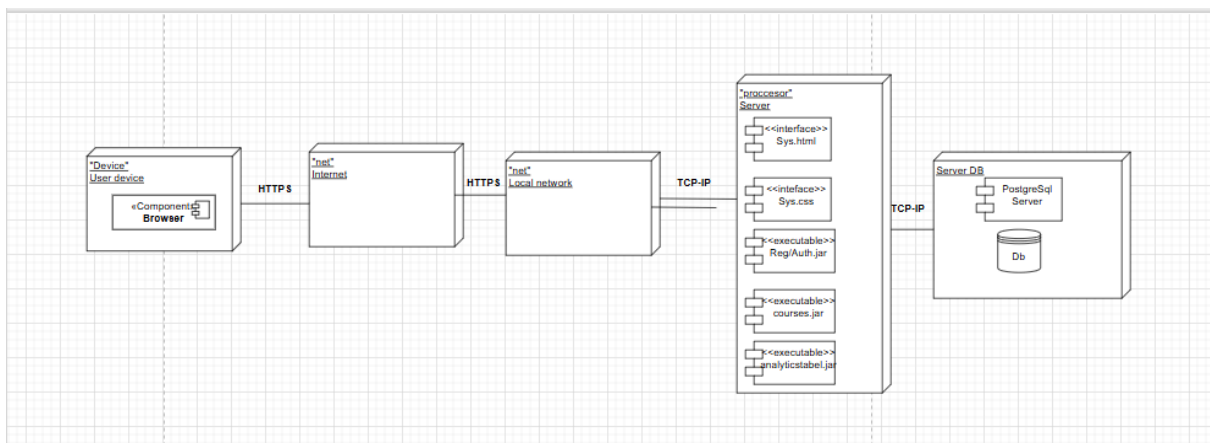 "Device"
User device
«Component»
Browser
HTTPS
"net"
Internet
HTTPS
"net"
Local network
TCP-IP
"proccesor"
Server
<<interface>>
Sys.html
<<inteface>>
Sys.css
<<executable>>
Reg/Auth.jar
<<executable>>
courses.jar
<<executable>>
analyticstabel.jar
TCP-IP
Server DB
PostgreSql
Server
Db